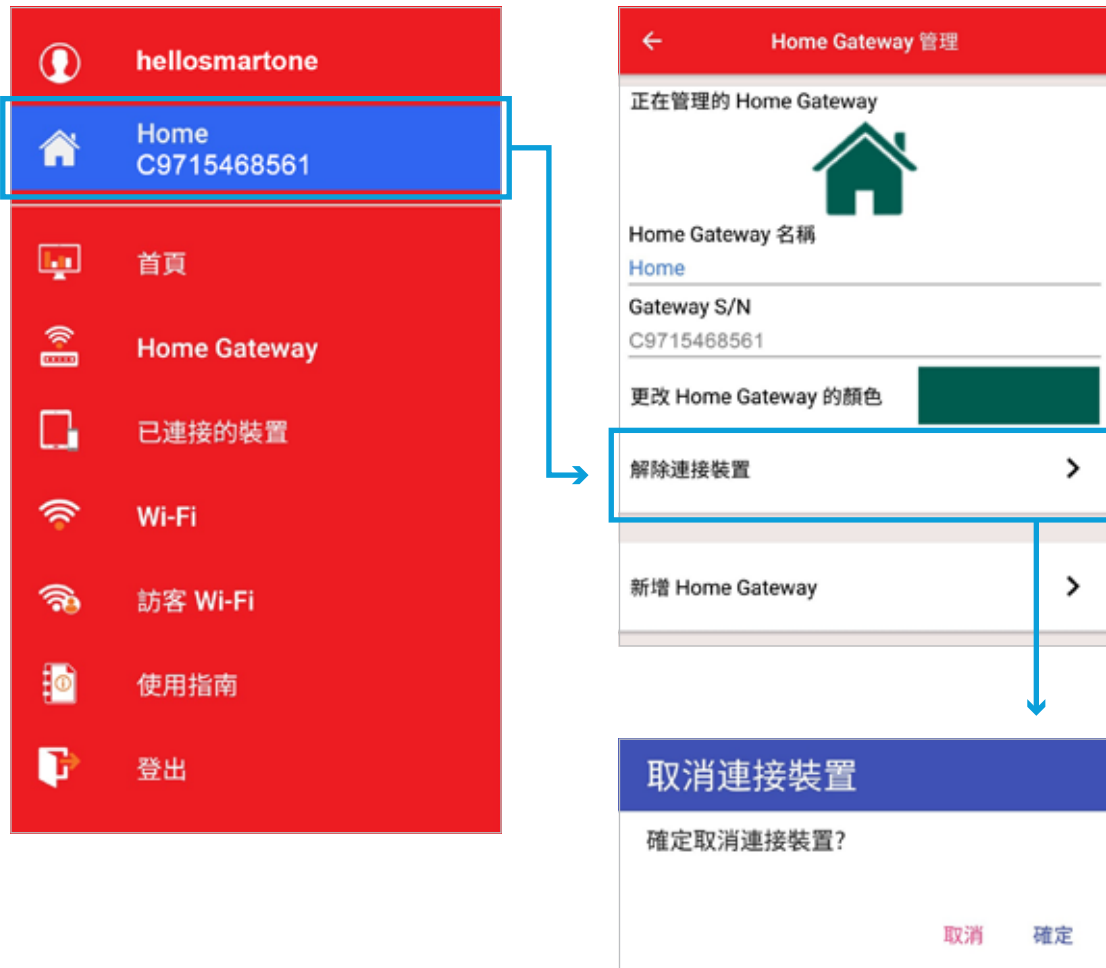 hellosmartone
Home
C9715468561
首頁
Home Gateway
已連接的裝置
Wi-Fi
訪客 Wi-Fi
使用指南
登出
Home Gateway 管理
正在管理的 Home Gateway
Home Gateway 名稱
Home
Gateway S/N
C9715468561
更改 Home Gateway 的顏色
解除連接裝置
新增 Home Gateway
取消連接裝置
確定取消連接裝置?
取消 確定